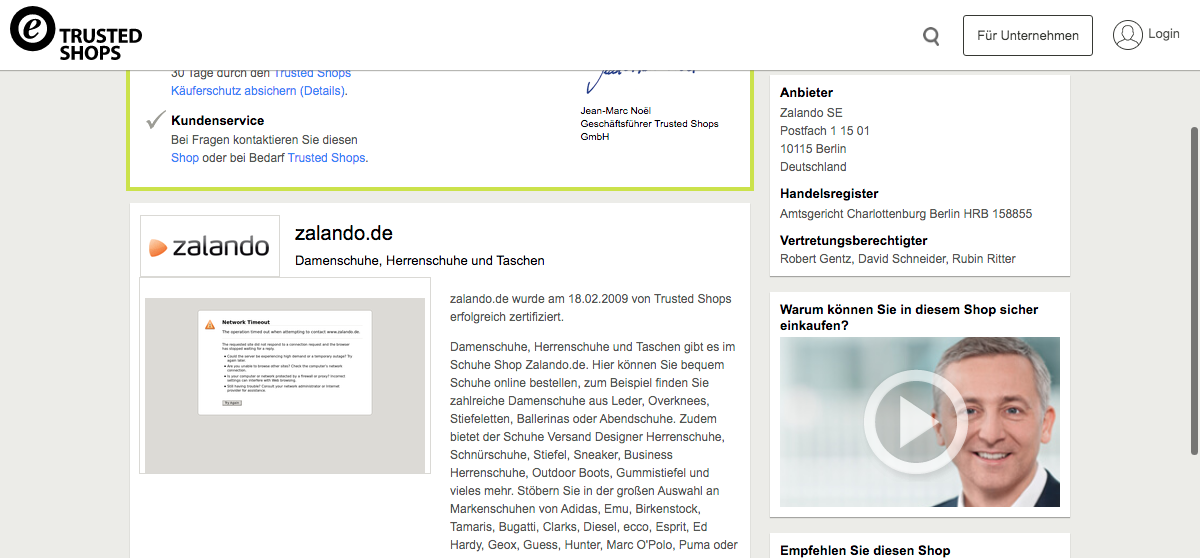 e TRUSTED
SHOPS
Für Unternehmen
Login
30 Tage durch den Trusted Shops
Käuferschutz absichern (Details).
Kundenservice
Bei Fragen kontaktieren Sie diesen
Shop oder bei Bedarf Trusted Shops.
Jean-Marc Noël
Geschäftsführer Trusted Shops
GmbH
zalando
zalando.de
Damenschuhe, Herrenschuhe und Taschen
Network Timeout
The operation timed out when attempting to contact www.zalando.de.
The requested site did not respond to a connection request and the browser
has stopped waiting for a reply.
• Could the server be experiencing high demand or a temporary outage? Try
again later.
• Are you unable to browse other sites? Check the computer's network
connection.
• Is your computer or network protected by a firewall or proxy? Incorrect
settings can interfere with Web browsing.
• Still having trouble? Consult your network administrator or Internet
provider for assistance.
Try Again
zalando.de wurde am 18.02.2009 von Trusted Shops
erfolgreich zertifiziert.
Damenschuhe, Herrenschuhe und Taschen gibt es im
Schuhe Shop Zalando.de. Hier können Sie bequem
Schuhe online bestellen, zum Beispiel finden Sie
zahlreiche Damenschuhe aus Leder, Overknees,
Stiefeletten, Ballerinas oder Abendschuhe. Zudem
bietet der Schuhe Versand Designer Herrenschuhe,
Schnürschuhe, Stiefel, Sneaker, Business
Herrenschuhe, Outdoor Boots, Gummistiefel und
vieles mehr. Stöbern Sie in der großen Auswahl an
Markenschuhen von Adidas, Emu, Birkenstock,
Tamaris, Bugatti, Clarks, Diesel, ecco, Esprit, Ed
Hardy, Geox, Guess, Hunter, Marc O'Polo, Puma oder
Anbieter
Zalando SE
Postfach 1 15 01
10115 Berlin
Deutschland
Handelsregister
Amtsgericht Charlottenburg Berlin HRB 158855
Vertretungsberechtigter
Robert Gentz, David Schneider, Rubin Ritter
Warum können Sie in diesem Shop sicher
einkaufen?
Empfehlen Sie diesen Shop